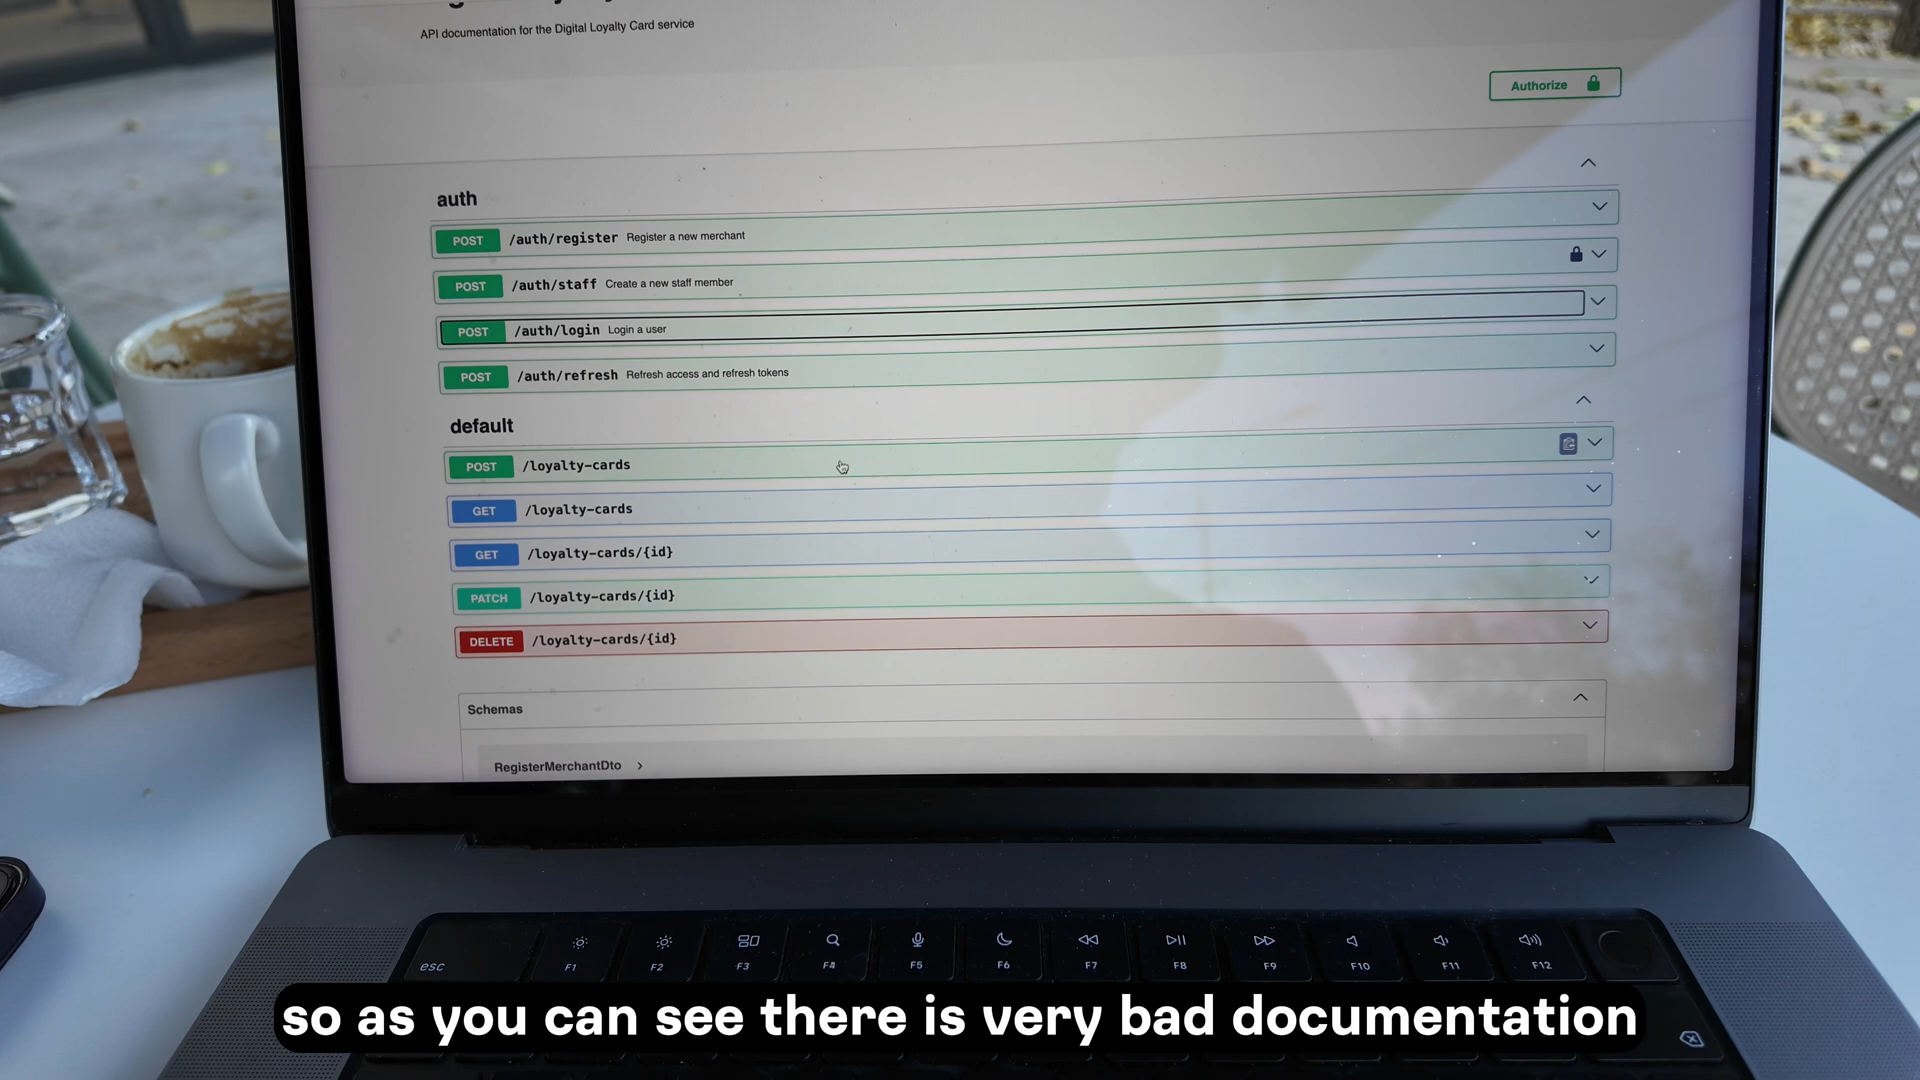 API documentation for the Digital Loyalty Card service
Authorize
auth
POST /auth/register Register a new merchant
POST /auth/staff Create a new staff member
POST /auth/login Login a user
POST /auth/refresh Refresh access and refresh tokens
default
POST /loyalty-cards
GET /loyalty-cards
GET /loyalty-cards/{id}
PATCH /loyalty-cards/{id}
DELETE /loyalty-cards/{id}
Schemas
RegisterMerchantDto
esc F1 F2 F3 F4 F5 F6 F7 F8 F9 F10 F11 F12
so as you can see there is very bad documentation